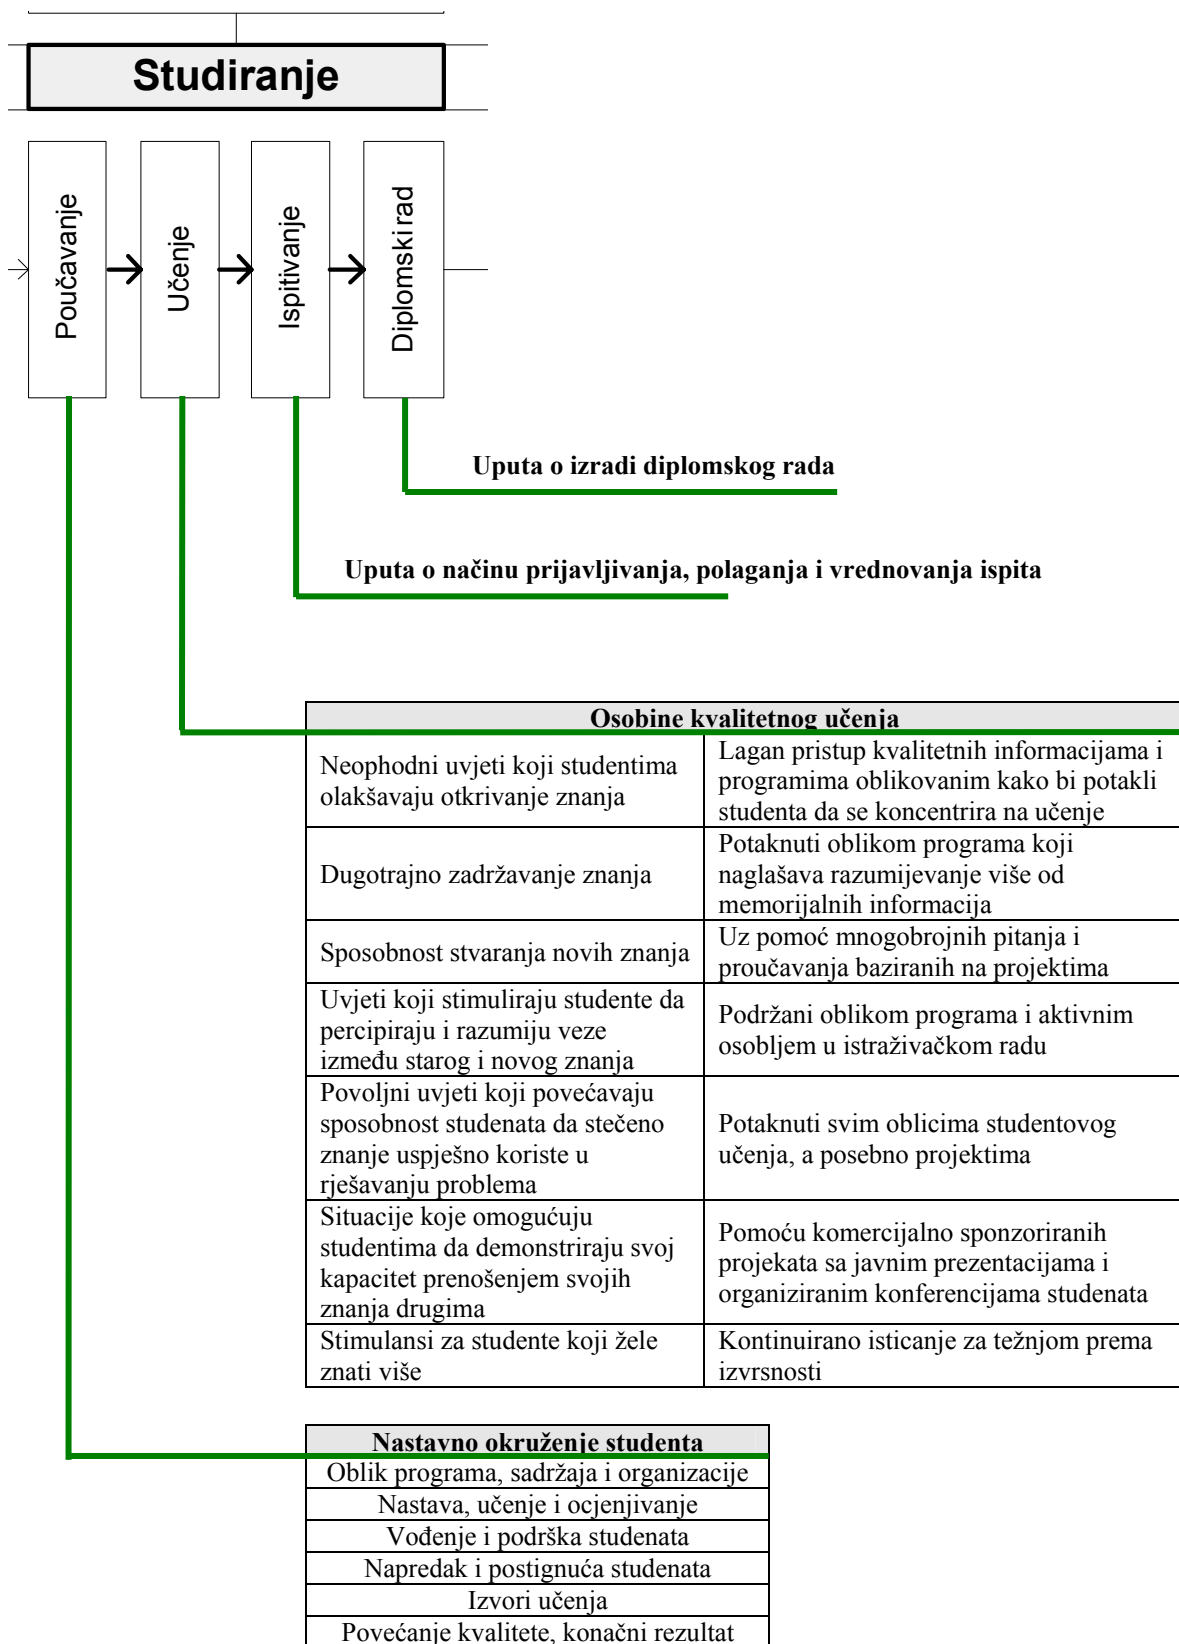 Studiranje
Poučavanje
Učenje
Ispitivanje
Diplomski rad
Uputa o izradi diplomskog rada
Uputa o načinu prijavljivanja, polaganja i vrednovanja ispita
Osobine kvalitetnog učenja
Neophodni uvjeti koji studentima
olakšavaju otkrivanje znanja
Lagan pristup kvalitetnih informacijama i
programima oblikovanim kako bi potakli
studenta da se koncentrira na učenje
Dugotrajno zadržavanje znanja
Potaknuti oblikom programa koji
naglašava razumijevanje više od
memorijalnih informacija
Sposobnost stvaranja novih znanja
Uz pomoć mnogobrojnih pitanja i
proučavanja baziranih na projektima
Uvjeti koji stimuliraju studente da
percipiraju i razumiju veze
između starog i novog znanja
Podržani oblikom programa i aktivnim
osobljem u istraživačkom radu
Povoljni uvjeti koji povećavaju
sposobnost studenata da stečeno
znanje uspješno koriste u
rješavanju problema
Potaknuti svim oblicima studentovog
učenja, a posebno projektima
Situacije koje omogućuju
studentima da demonstriraju svoj
kapacitet prenošenjem svojih
znanja drugima
Pomoću komercijalno sponzoriranih
projekata sa javnim prezentacijama i
organiziranim konferencijama studenata
Stimulansi za studente koji žele
znati više
Kontinuirano isticanje za težnjom prema
izvrsnosti
Nastavno okruženje studenta
Oblik programa, sadržaja i organizacije
Nastava, učenje i ocjenjivanje
Vođenje i podrška studenata
Napredak i postignuća studenata
Izvori učenja
Povećanje kvalitete, konačni rezultat